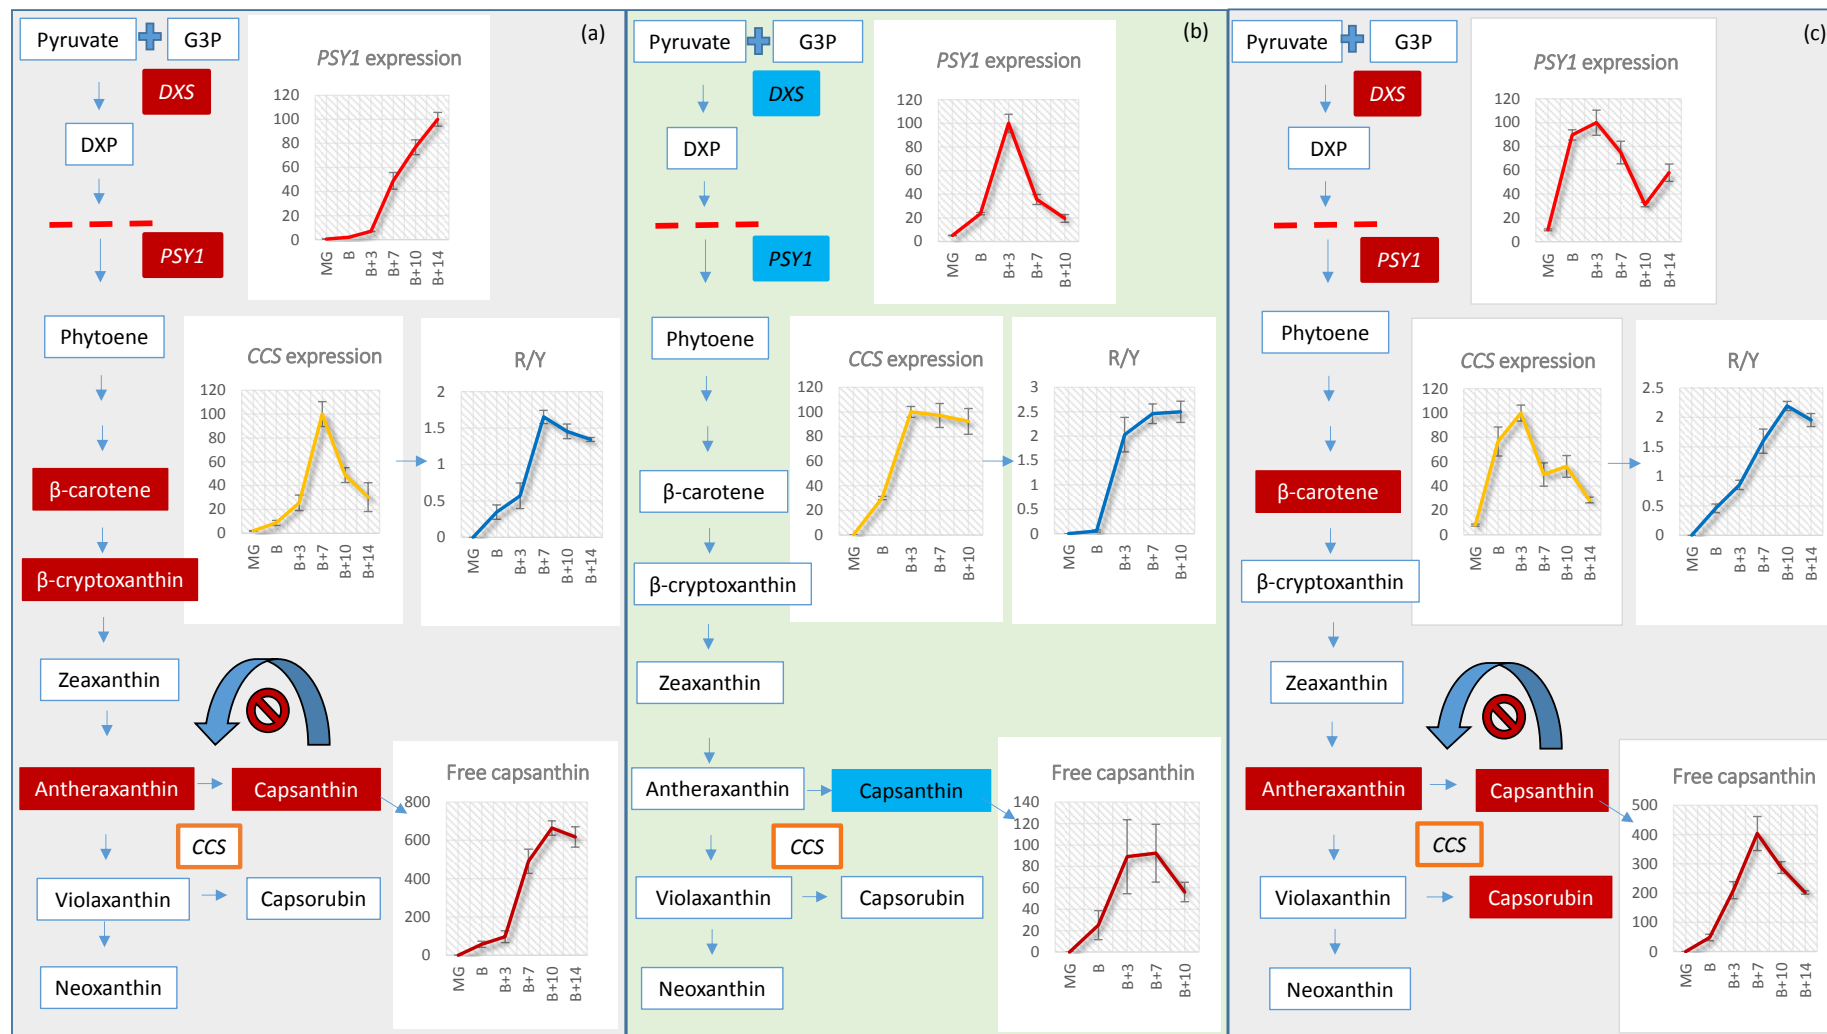 (a)
Pyruvate
G3P
DXS
DXP
PSY1
PSY1 expression
120
100
80
60
40
20
0
MG
B
B+3
B+7
B+10
B+14
Phytoene
CCS expression
120
100
80
60
40
20
0
MG
B
B+3
B+7
B+10
B+14
R/Y
2
1.5
1
0.5
0
MG
B
B+3
B+7
B+10
B+14
β-carotene
β-cryptoxanthin
Zeaxanthin
Antheraxanthin
Capsanthin
CCS
Violaxanthin
Capsorubin
Neoxanthin
Free capsanthin
800
600
400
200
0
MG
B
B+3
B+7
B+10
B+14
(b)
Pyruvate
G3P
DXS
DXP
PSY1
PSY1 expression
120
100
80
60
40
20
0
MG
B
B+3
B+7
B+10
Phytoene
CCS expression
120
100
80
60
40
20
0
MG
B
B+3
B+7
B+10
R/Y
3
2.5
2
1.5
1
0.5
0
MG
B
B+3
B+7
B+10
β-carotene
β-cryptoxanthin
Zeaxanthin
Antheraxanthin
Capsanthin
CCS
Violaxanthin
Capsorubin
Neoxanthin
Free capsanthin
140
120
100
80
60
40
20
0
MG
B
B+3
B+7
B+10
(c)
Pyruvate
G3P
DXS
DXP
PSY1
PSY1 expression
120
100
80
60
40
20
0
MG
B
B+3
B+7
B+10
B+14
Phytoene
CCS expression
120
100
80
60
40
20
0
MG
B
B+3
B+7
B+10
B+14
R/Y
2.5
2
1.5
1
0.5
0
MG
B
B+3
B+7
B+10
B+14
β-carotene
β-cryptoxanthin
Zeaxanthin
Antheraxanthin
Capsanthin
CCS
Violaxanthin
Capsorubin
Neoxanthin
Free capsanthin
500
400
300
200
100
0
MG
B
B+3
B+7
B+10
B+14